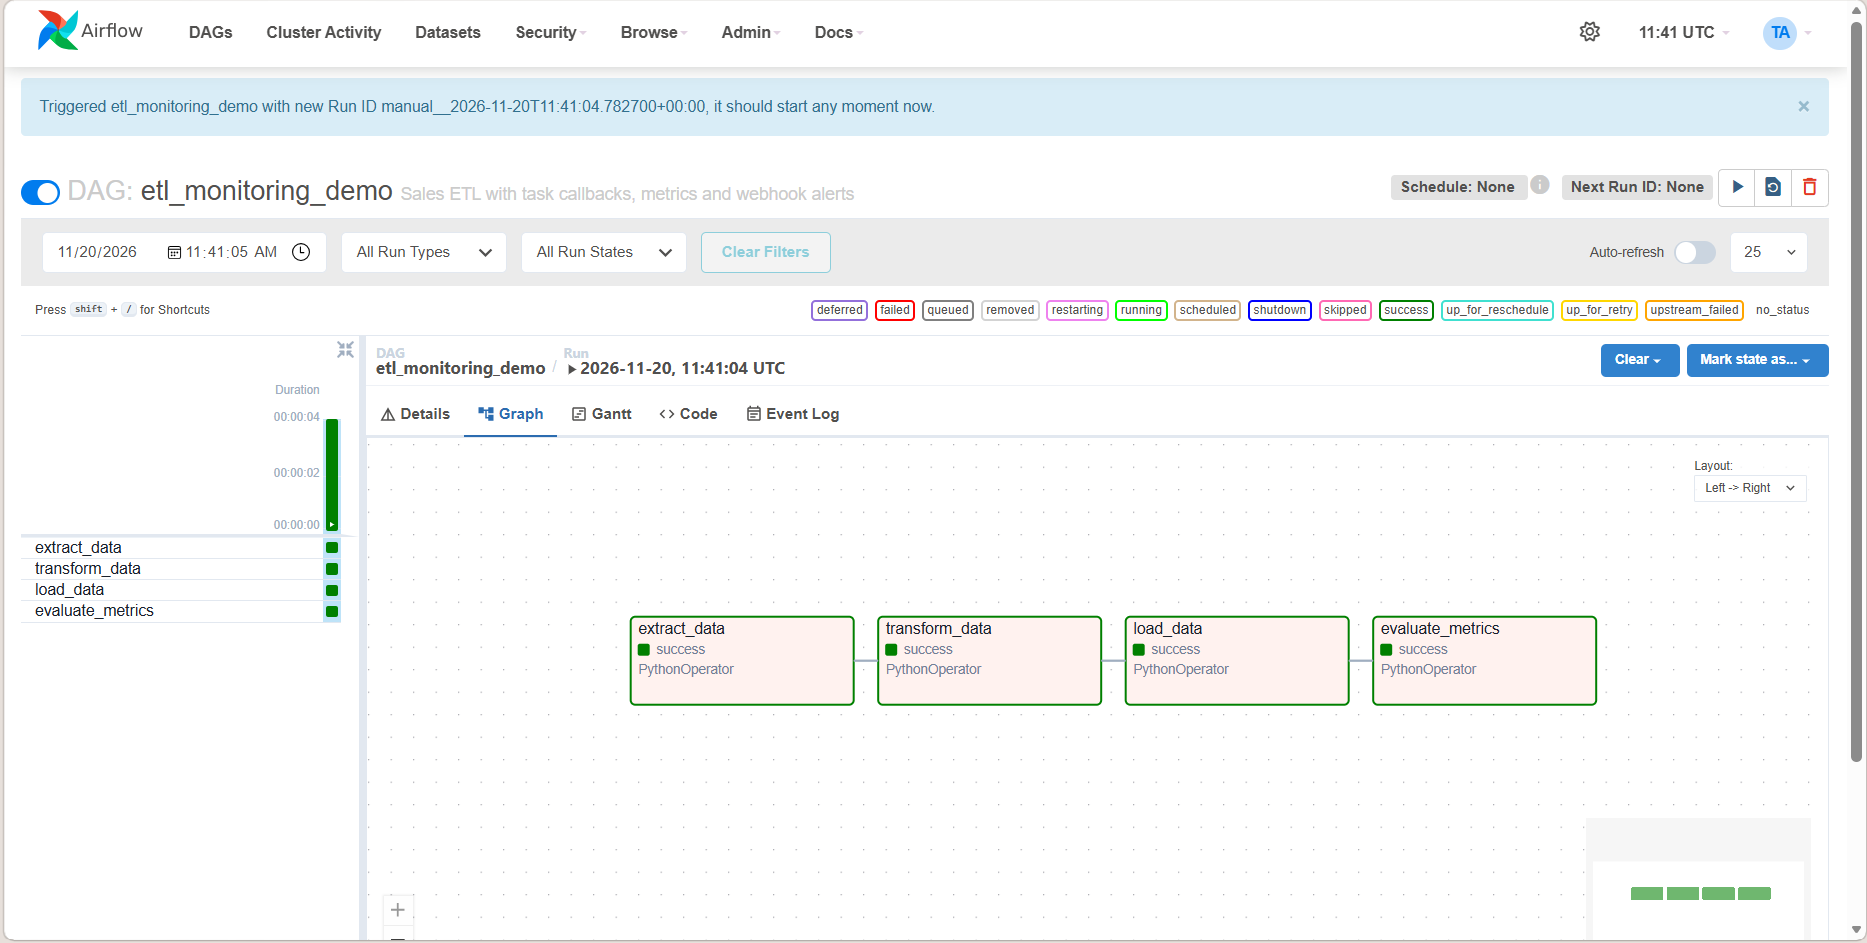 Airflow DAGs Cluster Activity Datasets Security Browse Admin Docs 11:41 UTC TA
Triggered etl_monitoring_demo with new Run ID manual__2026-11-20T11:41:04.782700+00:00, it should start any moment now. ×
DAG: etl_monitoring_demo Sales ETL with task callbacks, metrics and webhook alerts Schedule: None i Next Run ID: None
11/20/2026 11:41:05 AM All Run Types All Run States Clear Filters Auto-refresh 25
Press shift + / for Shortcuts deferred failed queued removed restarting running scheduled shutdown skipped success up_for_reschedule up_for_retry upstream_failed no_status
DAG Run
etl_monitoring_demo / 2026-11-20, 11:41:04 UTC Clear Mark state as...
Duration
00:00:04
00:00:02
00:00:00
extract_data
transform_data
load_data
evaluate_metrics
Details Graph Gantt Code Event Log
Layout:
Left -> Right
extract_data
success
PythonOperator
transform_data
success
PythonOperator
load_data
success
PythonOperator
evaluate_metrics
success
PythonOperator
+